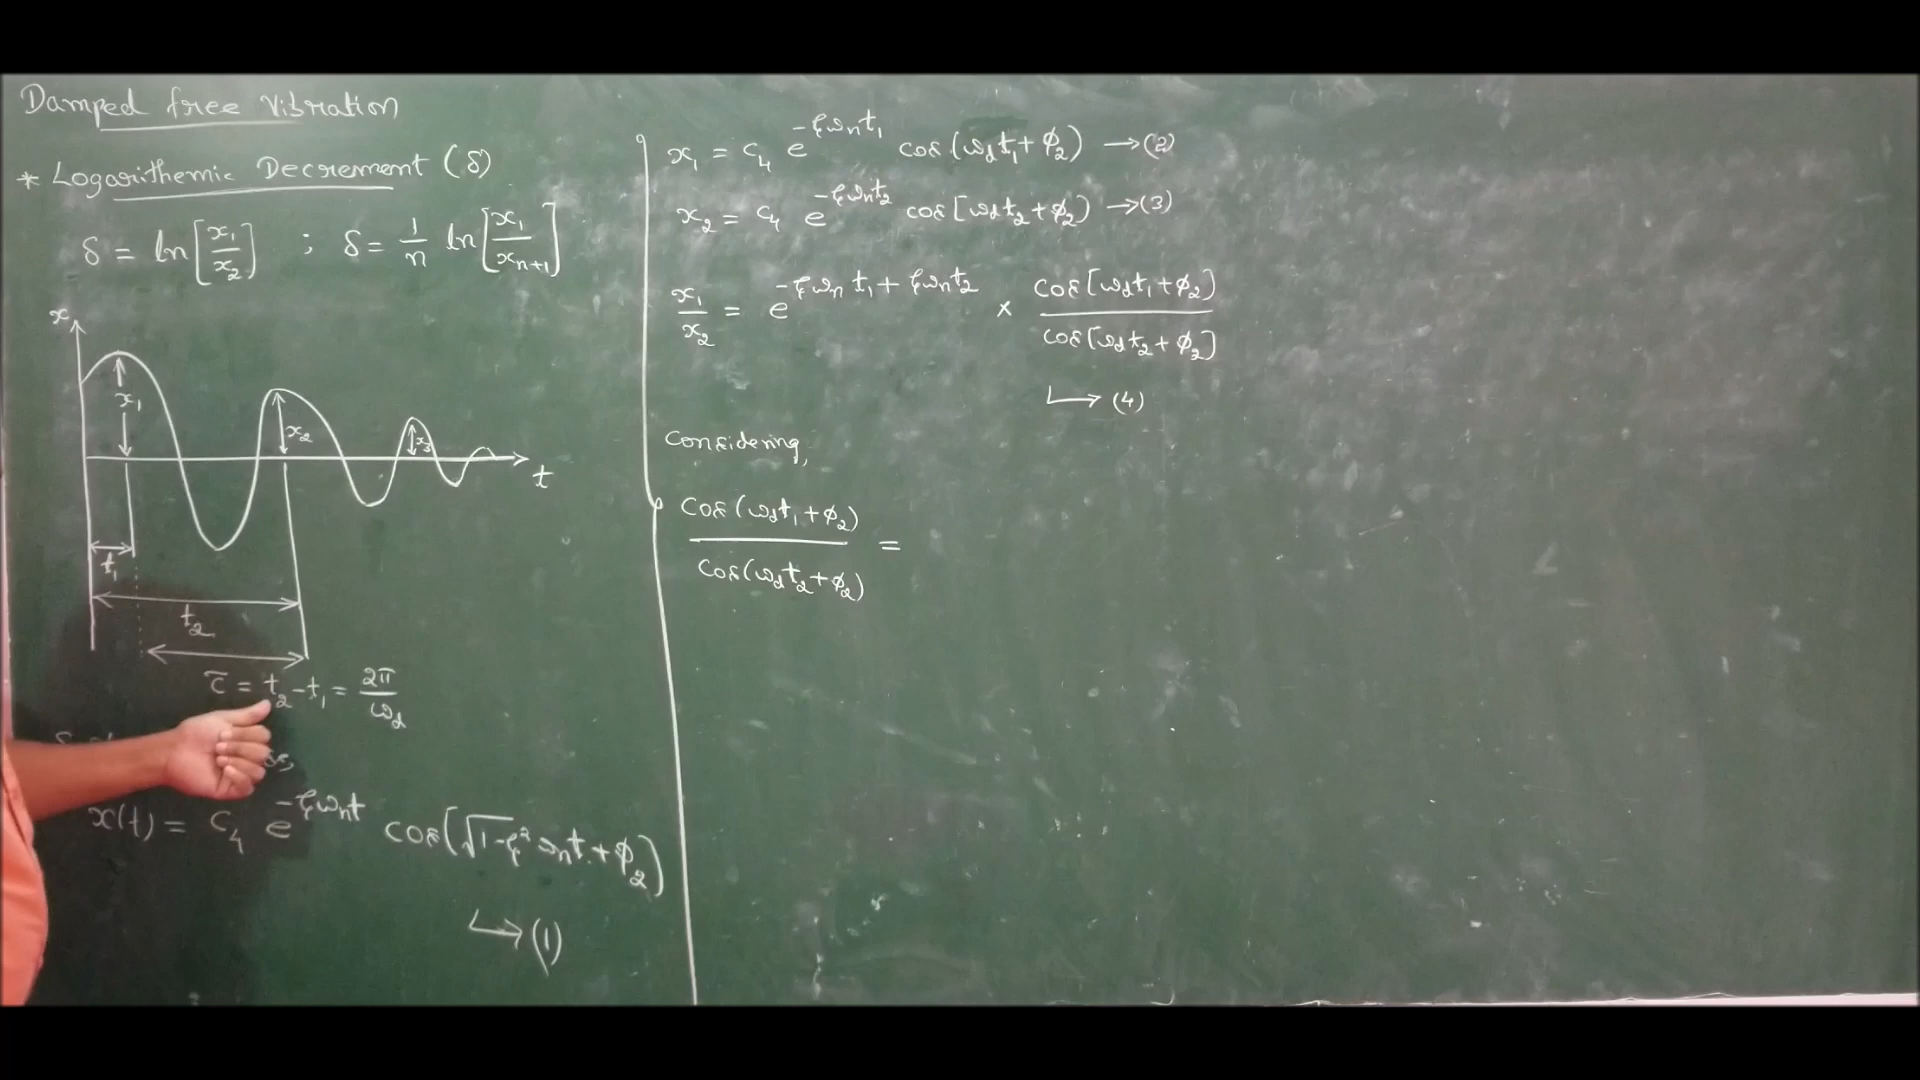 Damped free Vibration
* Logarithemic Decrement (δ)
δ = ln[x₁/x₂] ; δ = 1/n ln[x₁/xₙ₊₁]
x
x₁
x₂
x₃
t
t₁
t₂
τ = t₂ - t₁ = 2π/ω_d
x(t) = C₄ e^(-ξωₙt) cos(√(1-ξ²) ωₙt + φ₂)
↳ (1)
x₁ = C₄ e^(-ξωₙt₁) cos(ω_d t₁ + φ₂) → (2)
x₂ = C₄ e^(-ξωₙt₂) cos[ω_d t₂ + φ₂) → (3)
x₁/x₂ = e^(-ξωₙt₁ + ξωₙt₂) × cos[ω_d t₁ + φ₂)/cos[ω_d t₂ + φ₂]
↳ (4)
Considering,
cos(ω_d t₁ + φ₂)/cos(ω_d t₂ + φ₂) =